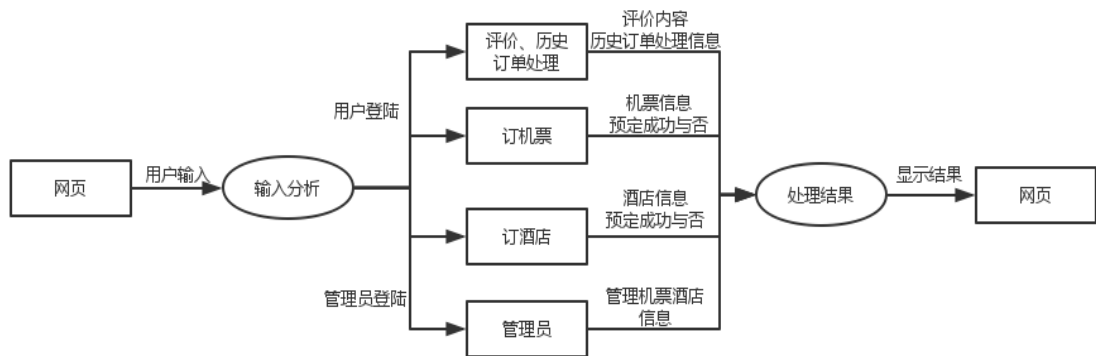 评价内容
历史订单处理信息
评价、历史
订单处理
用户登陆
机票信息
预定成功与否
订机票
网页
用户输入
输入分析
酒店信息
预定成功与否
订酒店
处理结果
显示结果
网页
管理员登陆
管理机票酒店
信息
管理员